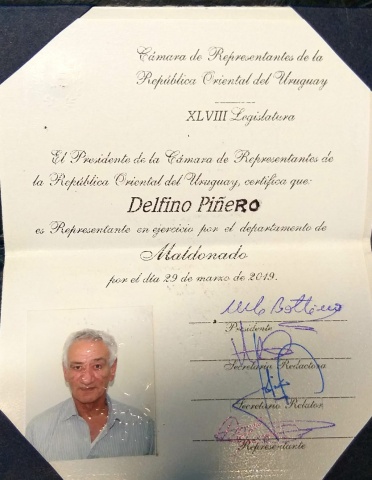 Cámara de Representantes de la
República Oriental del Uruguay
XLVIII Legislatura
El Presidente de la Cámara de Representantes de
la República Oriental del Uruguay, certifica que:
Delfino PiñeRO
es Representante en ejercicio por el departamento de
Maldonado
por el día 29 de marzo de 2019.
Presidente
Secretaria Redactora
Secretario Relator
Representante